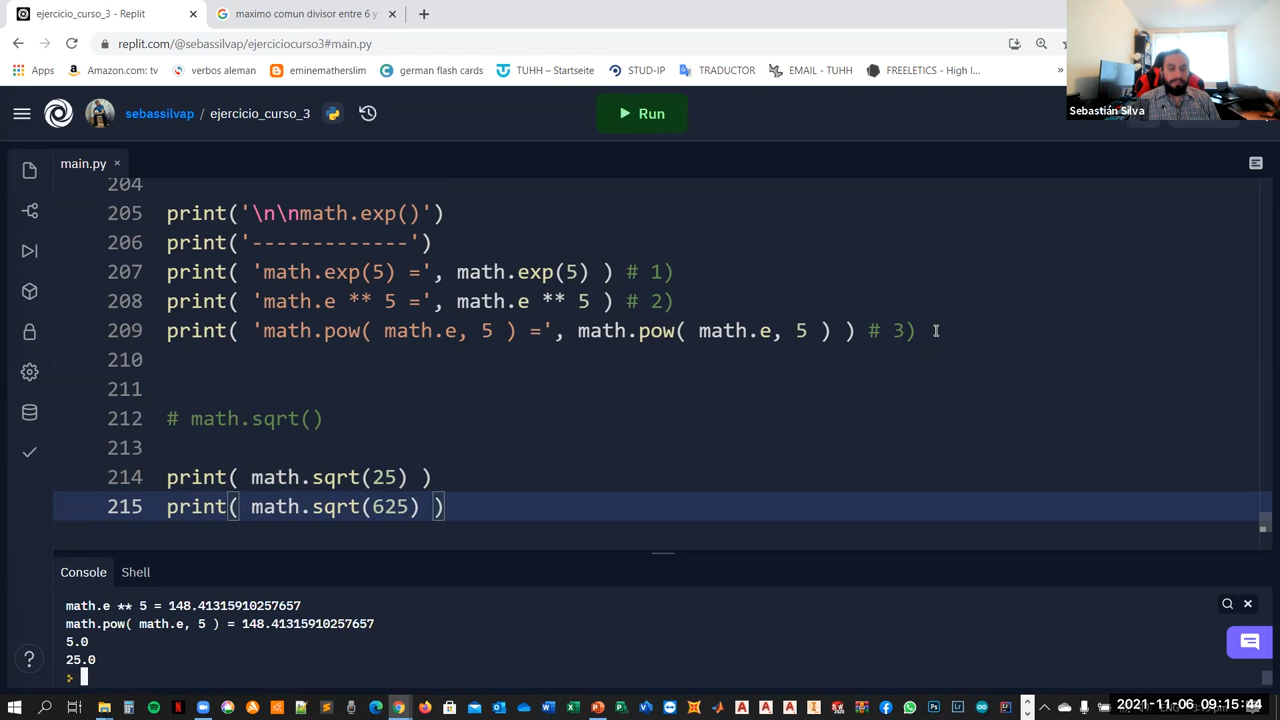 ejercicio_curso_3 - Replit
maximo comun divisor entre 6 y
replit.com/@sebassilvap/ejerciciocurso3#main.py
Apps
Amazon.com: tv
verbos aleman
eminematherslim
german flash cards
TUHH – Startseite
STUD-IP
TRADUCTOR
EMAIL - TUHH
FREELETICS - High I...
»
Sebastián Silva
sebassilvap / ejercicio_curso_3
Run
main.py
204
205 print('\n\nmath.exp()')
206 print('-------------')
207 print( 'math.exp(5) =', math.exp(5) ) # 1)
208 print( 'math.e ** 5 =', math.e ** 5 ) # 2)
209 print( 'math.pow( math.e, 5 ) =', math.pow( math.e, 5 ) ) # 3)
210
211
212 # math.sqrt()
213
214 print( math.sqrt(25) )
215 print( math.sqrt(625) )
Console
Shell
math.e ** 5 = 148.41315910257657
math.pow( math.e, 5 ) = 148.41315910257657
5.0
25.0
2021-11-06 09:15:44